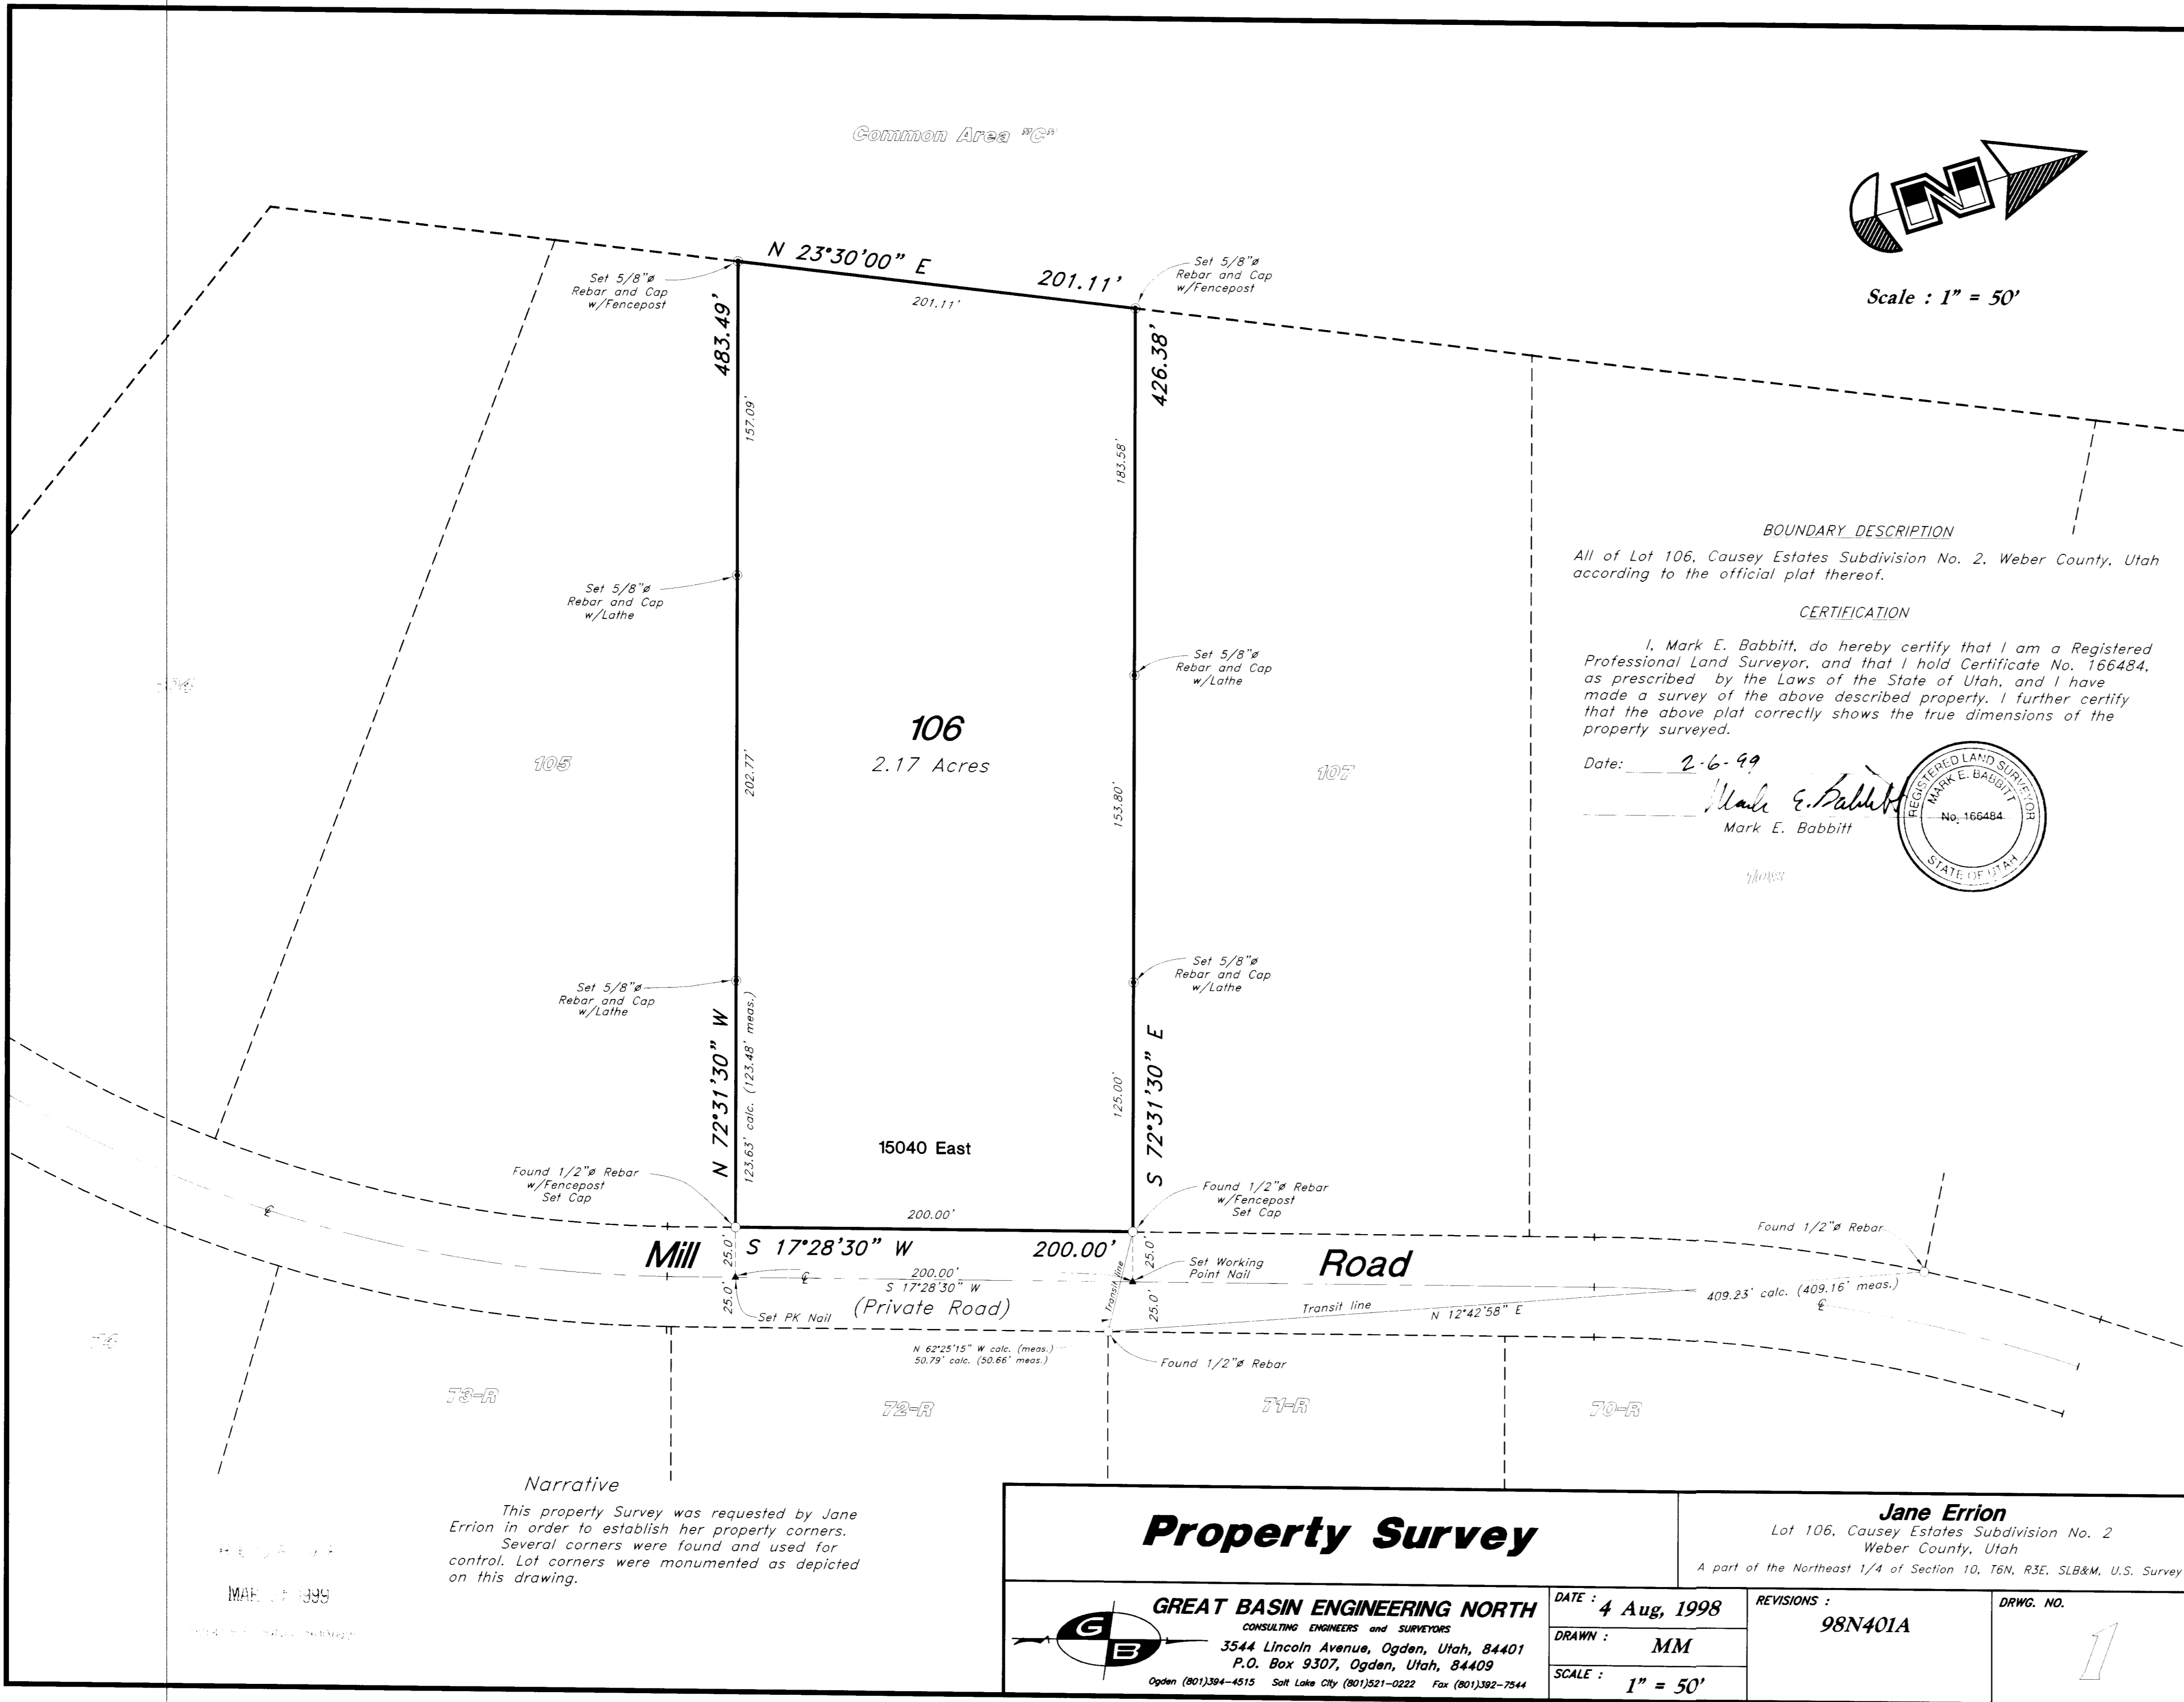 Common Area "C"
Scale : 1" = 50'
N 23°30'00" E
201.11'
201.11'
Set 5/8"ø
Rebar and Cap
w/Fencepost
Set 5/8"ø
Rebar and Cap
w/Fencepost
483.49'
426.38'
157.09'
183.58'
Set 5/8"ø
Rebar and Cap
w/Lathe
Set 5/8"ø
Rebar and Cap
w/Lathe
BOUNDARY DESCRIPTION
All of Lot 106, Causey Estates Subdivision No. 2, Weber County, Utah
according to the official plat thereof.
CERTIFICATION
I, Mark E. Babbitt, do hereby certify that I am a Registered
Professional Land Surveyor, and that I hold Certificate No. 166484,
as prescribed by the Laws of the State of Utah, and I have
made a survey of the above described property. I further certify
that the above plat correctly shows the true dimensions of the
property surveyed.
Date: 2-6-99
Mark E. Babbitt
Mark E. Babbitt
REGISTERED LAND SURVEYOR
MARK E. BABBITT
No. 166484
STATE OF UTAH
105
106
2.17 Acres
107
202.77'
153.80'
Set 5/8"ø
Rebar and Cap
w/Lathe
Set 5/8"ø
Rebar and Cap
w/Lathe
N 72°31'30" W
123.63' calc. (123.48' meas.)
125.00'
S 72°31'30" E
15040 East
Found 1/2"ø Rebar
w/Fencepost
Set Cap
Found 1/2"ø Rebar
w/Fencepost
Set Cap
Found 1/2"ø Rebar
200.00'
Mill
25.0'
S 17°28'30" W
200.00'
25.0'
Road
Set Working
Point Nail
Transit line
200.00'
S 17°28'30" W
25.0'
(Private Road)
Set PK Nail
25.0'
Transit line
N 12°42'58" E
409.23' calc. (409.16' meas.)
N 62°25'15" W calc. (meas.)
50.79' calc. (50.66' meas.)
Found 1/2"ø Rebar
74
73-R
72-R
71-R
70-R
Narrative
This property Survey was requested by Jane
Errion in order to establish her property corners.
Several corners were found and used for
control. Lot corners were monumented as depicted
on this drawing.
MAR 1999
Property Survey
Jane Errion
Lot 106, Causey Estates Subdivision No. 2
Weber County, Utah
A part of the Northeast 1/4 of Section 10, T6N, R3E, SLB&M, U.S. Survey
G B
GREAT BASIN ENGINEERING NORTH
CONSULTING ENGINEERS and SURVEYORS
3544 Lincoln Avenue, Ogden, Utah, 84401
P.O. Box 9307, Ogden, Utah, 84409
Ogden (801)394-4515 Salt Lake City (801)521-0222 Fax (801)392-7544
DATE : 4 Aug, 1998
DRAWN : MM
SCALE : 1" = 50'
REVISIONS :
98N401A
DRWG. NO.
1